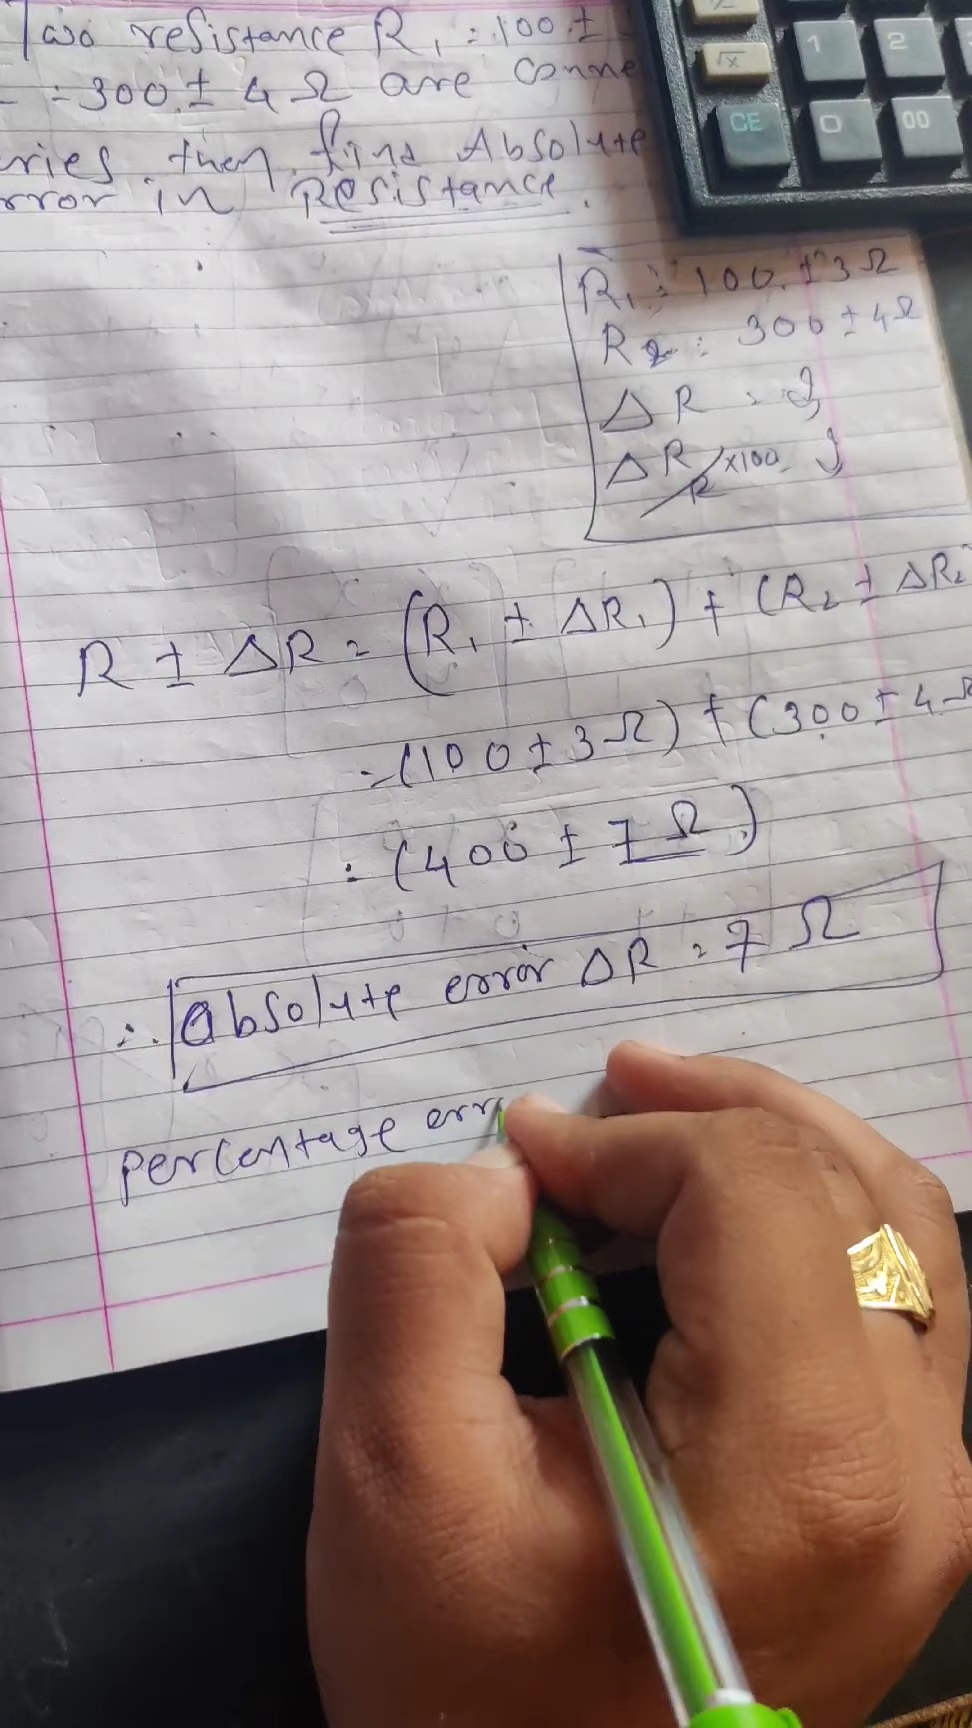 Two resistance R₁ = 100 ±
= 300 ± 4 Ω are conne
eries then find Absolute
rror in Resistance.
√x 1 2
CE 0 00
R₁ = 100 ± 3 Ω
R₂ = 300 ± 4 Ω
ΔR = ?
ΔR/R ×100 ?
R ± ΔR = (R₁ ± ΔR₁) + (R₂ ± ΔR₂
= (100 ± 3 Ω) + (300 ± 4 Ω
= (400 ± 7 Ω)
∴ absolute error ΔR = 7 Ω
percentage err